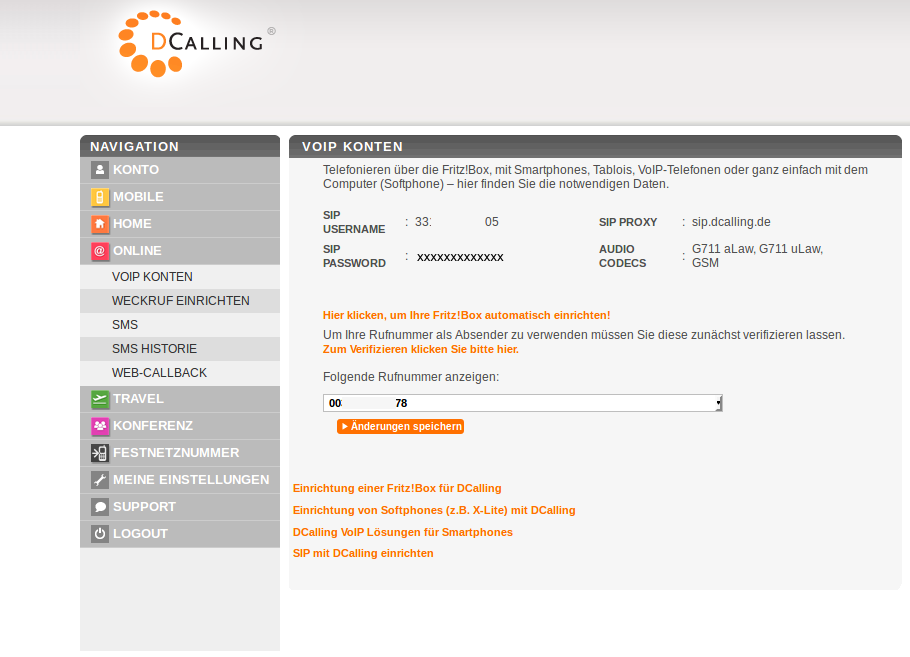 DCALLING®
NAVIGATION
KONTO
MOBILE
HOME
@ ONLINE
VOIP KONTEN
WECKRUF EINRICHTEN
SMS
SMS HISTORIE
WEB-CALLBACK
TRAVEL
KONFERENZ
FESTNETZNUMMER
MEINE EINSTELLUNGEN
SUPPORT
LOGOUT
VOIP KONTEN
Telefonieren über die Fritz!Box, mit Smartphones, Tablois, VoIP-Telefonen oder ganz einfach mit dem
Computer (Softphone) – hier finden Sie die notwendigen Daten.
SIP
USERNAME
: 33: 05
SIP PROXY : sip.dcalling.de
SIP
PASSWORD
: xxxxxxxxxxxxx
AUDIO
CODECS
: G711 aLaw, G711 uLaw,
GSM
Hier klicken, um Ihre Fritz!Box automatisch einrichten!
Um Ihre Rufnummer als Absender zu verwenden müssen Sie diese zunächst verifizieren lassen.
Zum Verifizieren klicken Sie bitte hier.
Folgende Rufnummer anzeigen:
00 78
Änderungen speichern
Einrichtung einer Fritz!Box für DCalling
Einrichtung von Softphones (z.B. X-Lite) mit DCalling
DCalling VoIP Lösungen für Smartphones
SIP mit DCalling einrichten